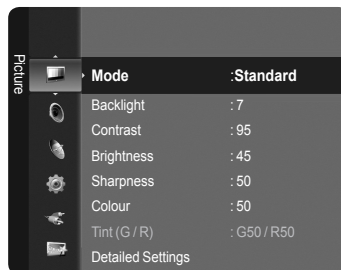 Picture
Mode :Standard
Backlight : 7
Contrast : 95
Brightness : 45
Sharpness : 50
Colour : 50
Tint (G / R) : G50 / R50
Detailed Settings